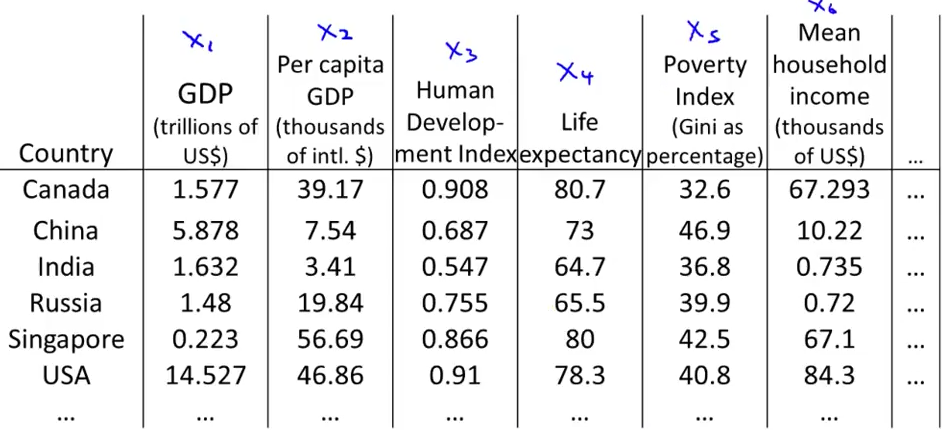 x₁ x₂ x₃ x₄ x₅ x₆
Mean
Per capita Poverty household
GDP GDP Human Index income
(trillions of (thousands Develop- Life (Gini as (thousands
Country US$) of intl. $) ment Index expectancy percentage) of US$) ...
Canada 1.577 39.17 0.908 80.7 32.6 67.293 ...
China 5.878 7.54 0.687 73 46.9 10.22 ...
India 1.632 3.41 0.547 64.7 36.8 0.735 ...
Russia 1.48 19.84 0.755 65.5 39.9 0.72 ...
Singapore 0.223 56.69 0.866 80 42.5 67.1 ...
USA 14.527 46.86 0.91 78.3 40.8 84.3 ...
... ... ... ... ... ... ...